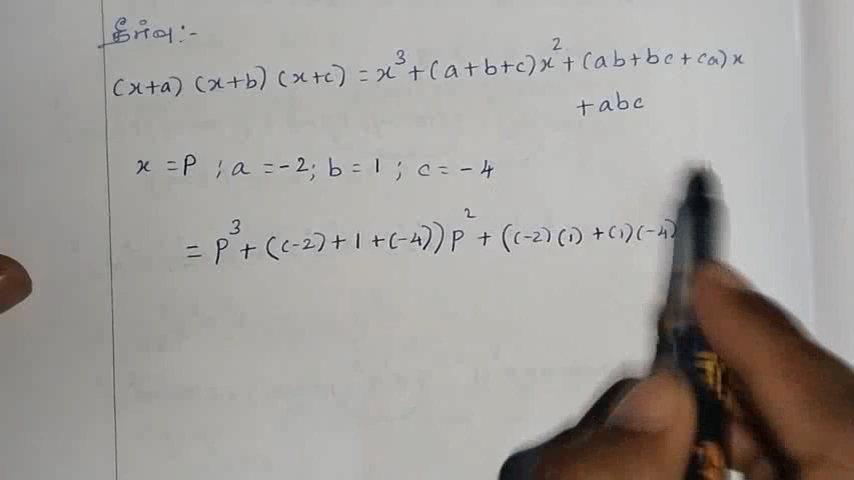 தீர்வு:-
(x+a) (x+b) (x+c) = x³ + (a+b+c)x² + (ab+bc+ca)x
+abc
x = P ; a = -2; b = 1 ; c = -4
= P³ + ((-2)+1+(-4))P² + ((-2)(1) + (1)(-4)